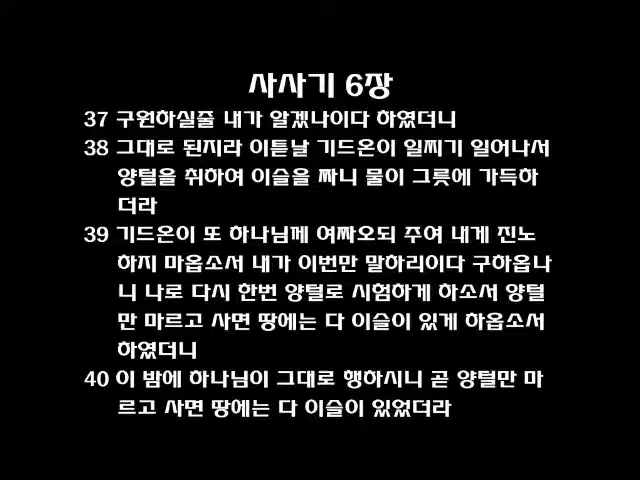 사사기 6장
37 구원하실줄 내가 알겠나이다 하였더니
38 그대로 된지라 이튿날 기드온이 일찌기 일어나서
양털을 취하여 이슬을 짜니 물이 그릇에 가득하
더라
39 기드온이 또 하나님께 여짜오되 주여 내게 진노
하지 마옵소서 내가 이번만 말하리이다 구하옵나
니 나로 다시 한번 양털로 시험하게 하소서 양털
만 마르고 사면 땅에는 다 이슬이 있게 하옵소서
하였더니
40 이 밤에 하나님이 그대로 행하시니 곧 양털만 마
르고 사면 땅에는 다 이슬이 있었더라